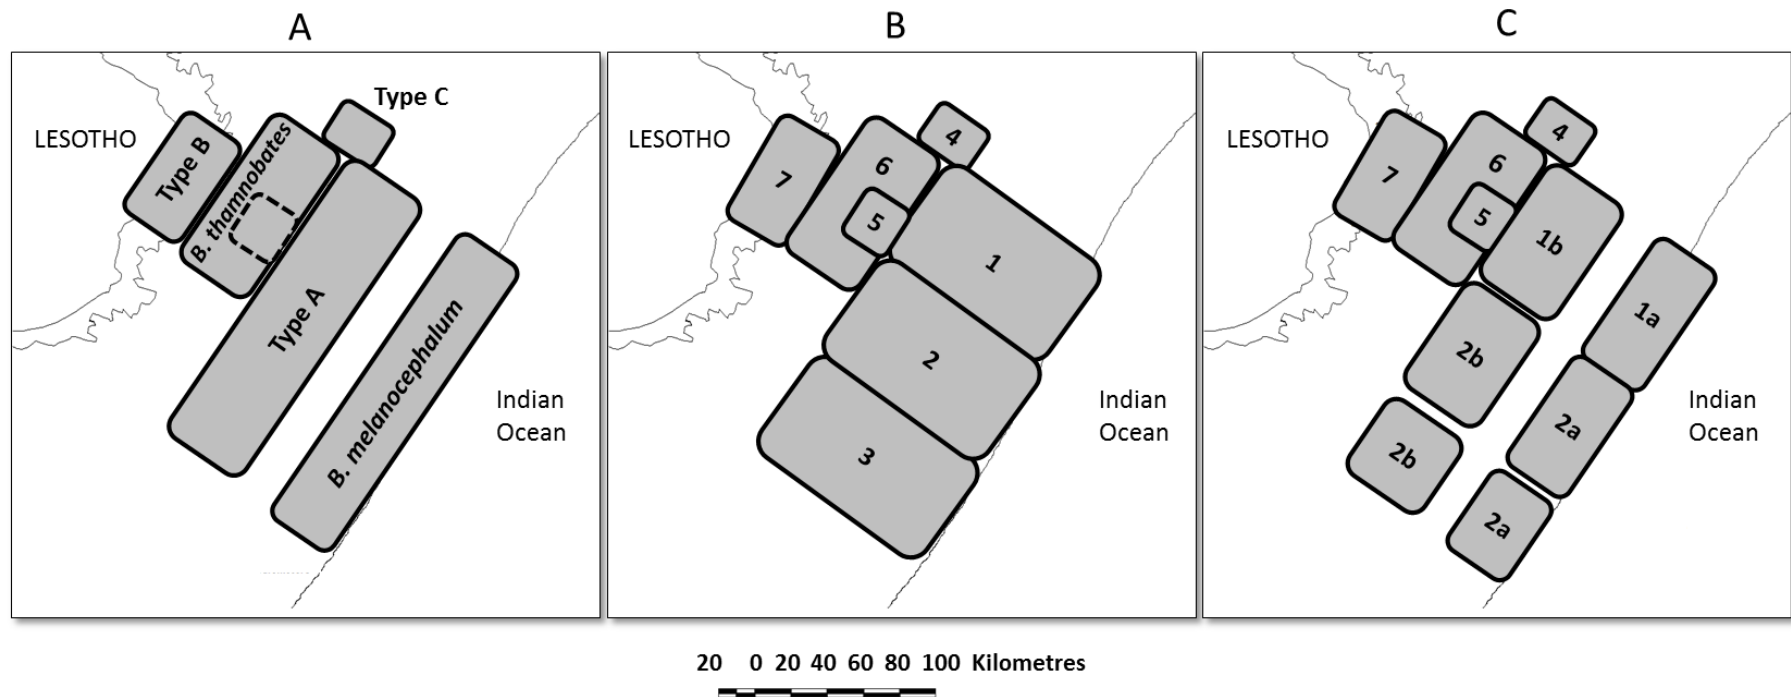 A
B
C
Type C
LESOTHO
Type B
B. thamnobates
Type A
B. melanocephalum
Indian
Ocean
LESOTHO
4
6
7
5
1
2
3
Indian
Ocean
LESOTHO
4
6
7
5
1b
1a
2b
2a
2b
2a
Indian
Ocean
20 0 20 40 60 80 100 Kilometres